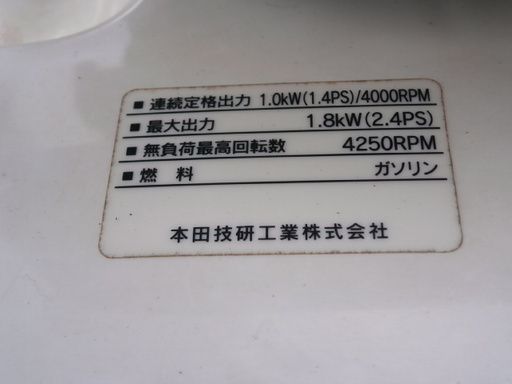 ■ 連続定格出力 1.0kW(1.4PS)/4000RPM
■ 最大出力 1.8kW(2.4PS)
■ 無負荷最高回転数 4250RPM
■ 燃料 ガソリン
本田技研工業株式会社